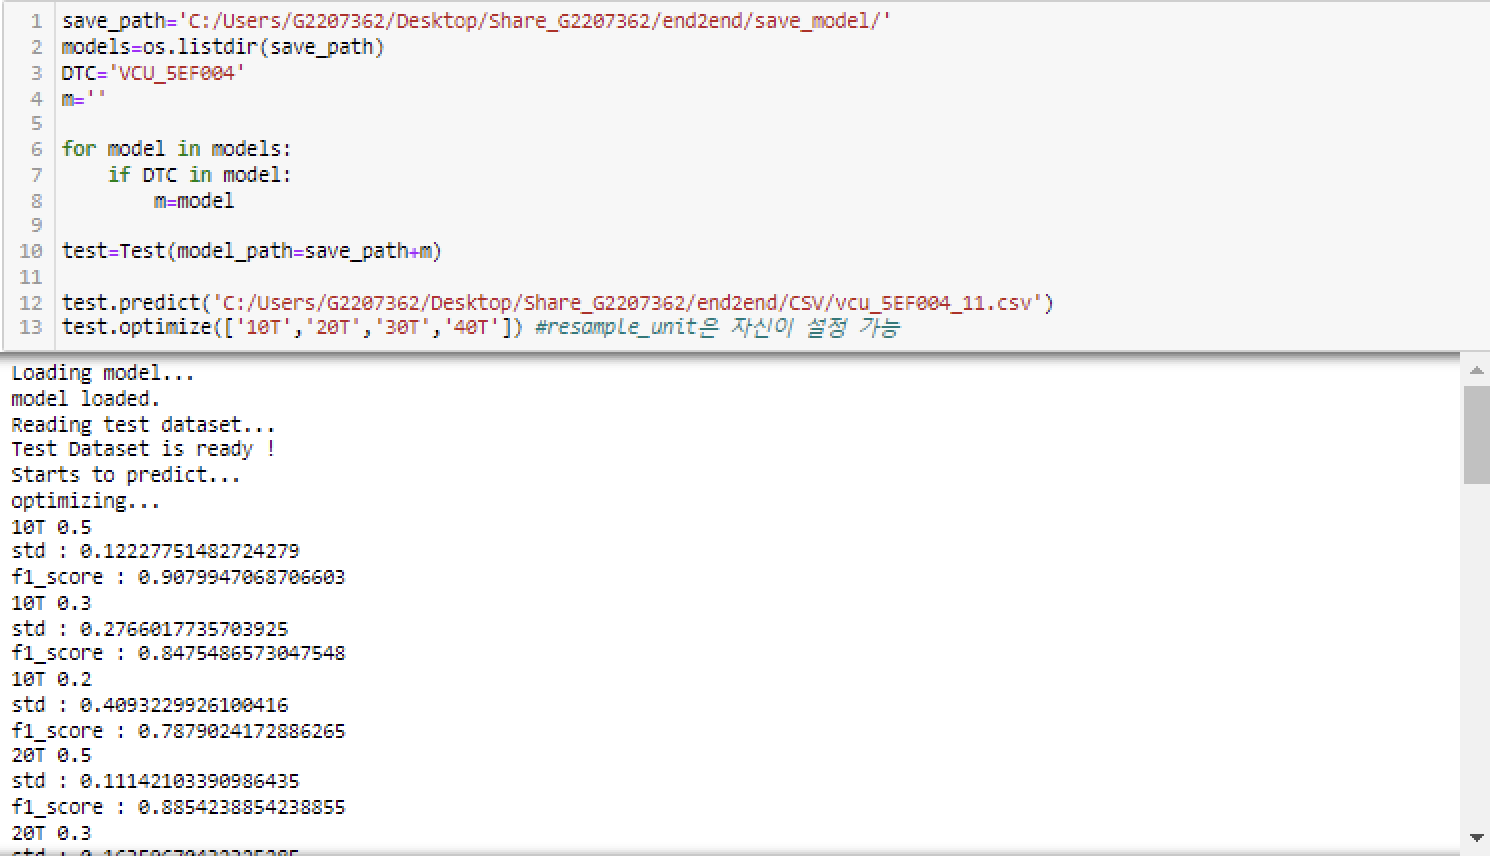 1 save_path='C:/Users/G2207362/Desktop/Share_G2207362/end2end/save_model/'
2 models=os.listdir(save_path)
3 DTC='VCU_5EF004'
4 m=''
5
6 for model in models:
7     if DTC in model:
8         m=model
9
10 test=Test(model_path=save_path+m)
11
12 test.predict('C:/Users/G2207362/Desktop/Share_G2207362/end2end/CSV/vcu_5EF004_11.csv')
13 test.optimize(['10T','20T','30T','40T']) #resample_unit은 자신이 설정 가능
Loading model...
model loaded.
Reading test dataset...
Test Dataset is ready !
Starts to predict...
optimizing...
10T 0.5
std : 0.12227751482724279
f1_score : 0.9079947068706603
10T 0.3
std : 0.2766017735703925
f1_score : 0.8475486573047548
10T 0.2
std : 0.4093229926100416
f1_score : 0.7879024172886265
20T 0.5
std : 0.11142103390986435
f1_score : 0.8854238854238855
20T 0.3
std :